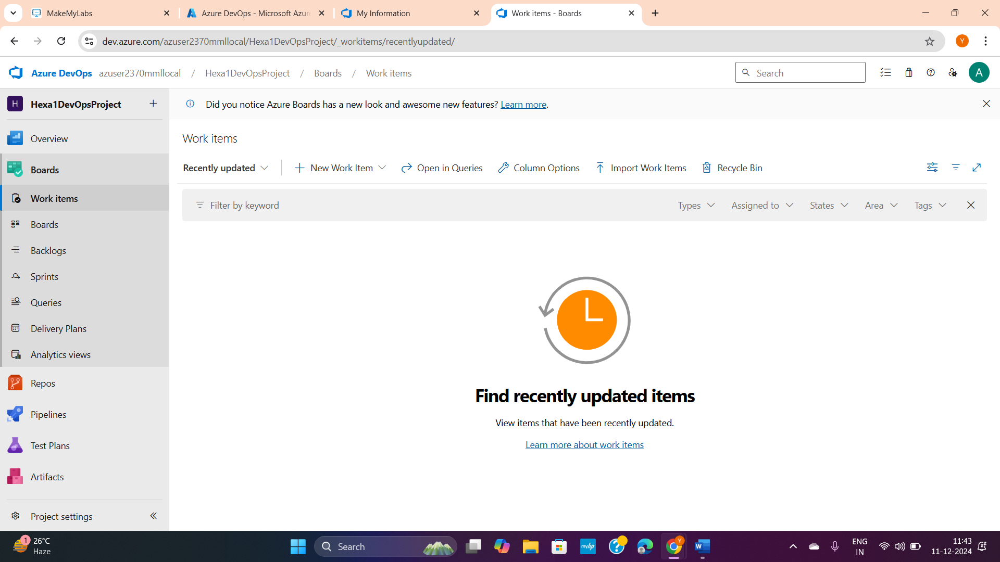 MakeMyLabs
Azure DevOps - Microsoft Azur
My Information
Work items - Boards
dev.azure.com/azuser2370mmllocal/Hexa1DevOpsProject/_workitems/recentlyupdated/
Y
Azure DevOps azuser2370mmllocal / Hexa1DevOpsProject / Boards / Work items
Search
A
H Hexa1DevOpsProject
Did you notice Azure Boards has a new look and awesome new features? Learn more.
Overview
Boards
Work items
Boards
Backlogs
Sprints
Queries
Delivery Plans
Analytics views
Repos
Pipelines
Test Plans
Artifacts
Project settings
Work items
Recently updated New Work Item Open in Queries Column Options Import Work Items Recycle Bin
Filter by keyword Types Assigned to States Area Tags
Find recently updated items
View items that have been recently updated.
Learn more about work items
1
26°C
Haze
Search
myhp
Y
W
ENG
IN
11:43
11-12-2024